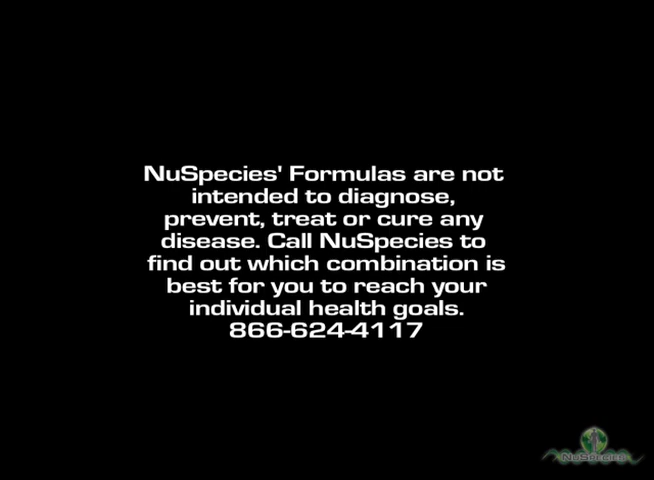 NuSpecies' Formulas are not
intended to diagnose,
prevent, treat or cure any
disease. Call NuSpecies to
find out which combination is
best for you to reach your
individual health goals.
866-624-4117
NuSpecies